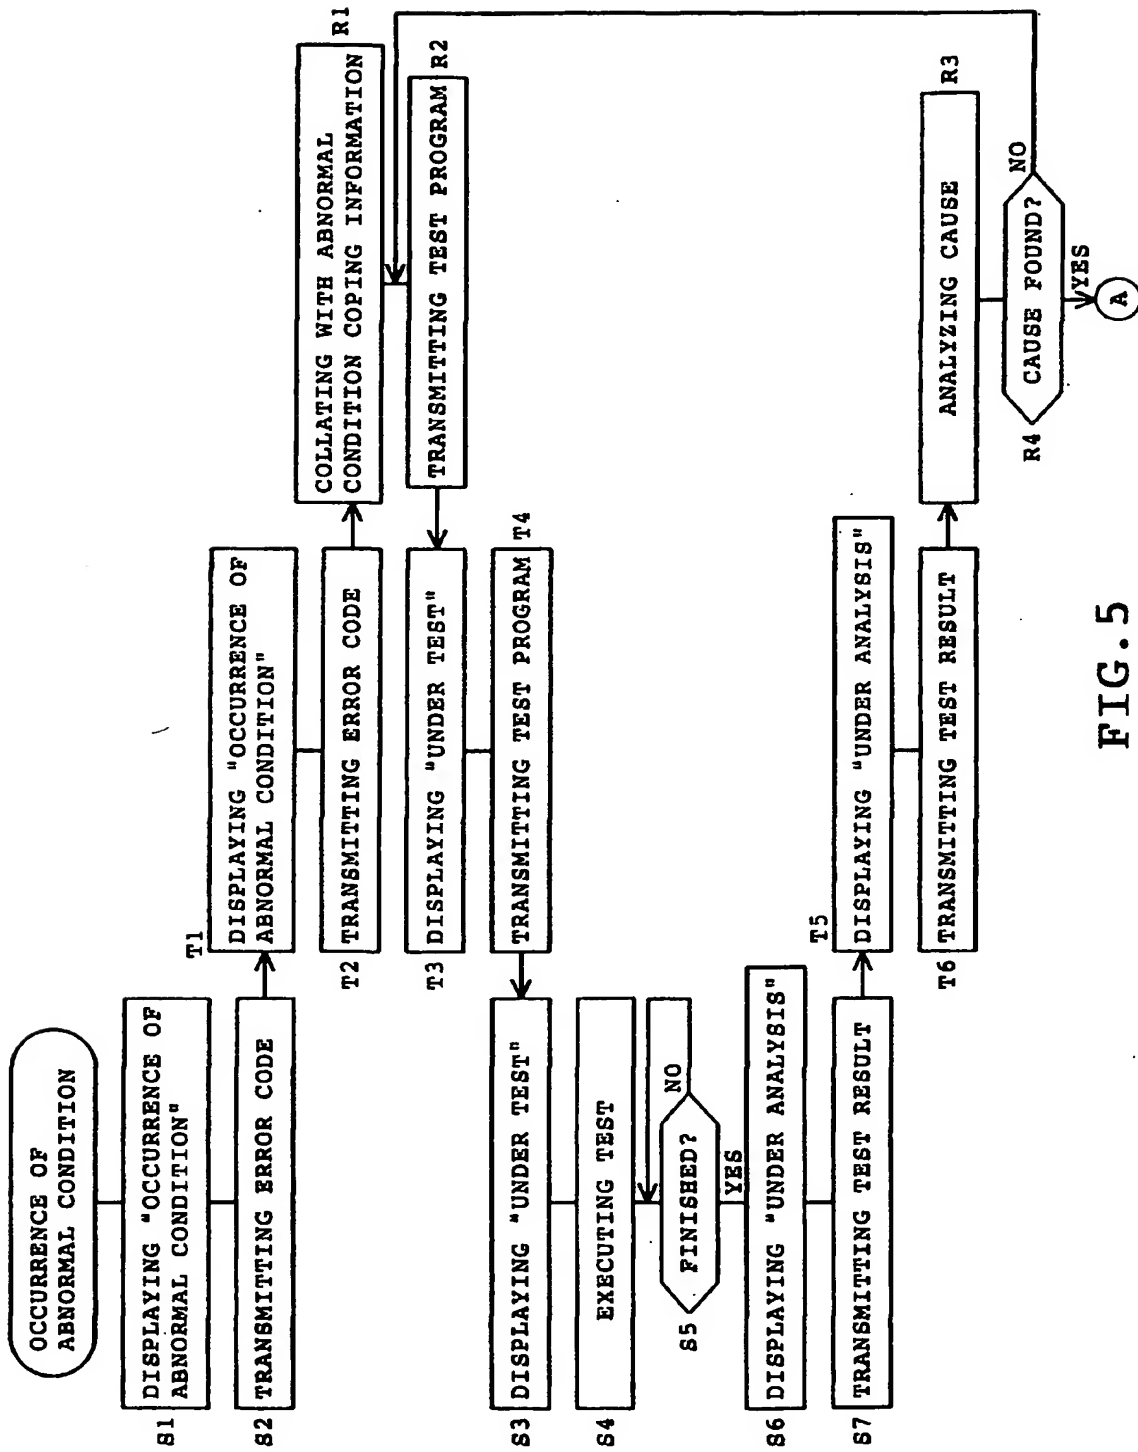 OCCURRENCE OF
ABNORMAL CONDITION
S1
DISPLAYING "OCCURRENCE OF
ABNORMAL CONDITION"
S2
TRANSMITTING ERROR CODE
T1
DISPLAYING "OCCURRENCE OF
ABNORMAL CONDITION"
T2
TRANSMITTING ERROR CODE
R1
COLLATING WITH ABNORMAL
CONDITION COPING INFORMATION
TRANSMITTING TEST PROGRAM
R2
T3
DISPLAYING "UNDER TEST"
TRANSMITTING TEST PROGRAM
T4
S3
DISPLAYING "UNDER TEST"
S4
EXECUTING TEST
S5
FINISHED?
NO
YES
S6
DISPLAYING "UNDER ANALYSIS"
S7
TRANSMITTING TEST RESULT
T5
DISPLAYING "UNDER ANALYSIS"
T6
TRANSMITTING TEST RESULT
ANALYZING CAUSE
R3
R4
CAUSE FOUND?
NO
YES
A
FIG.5